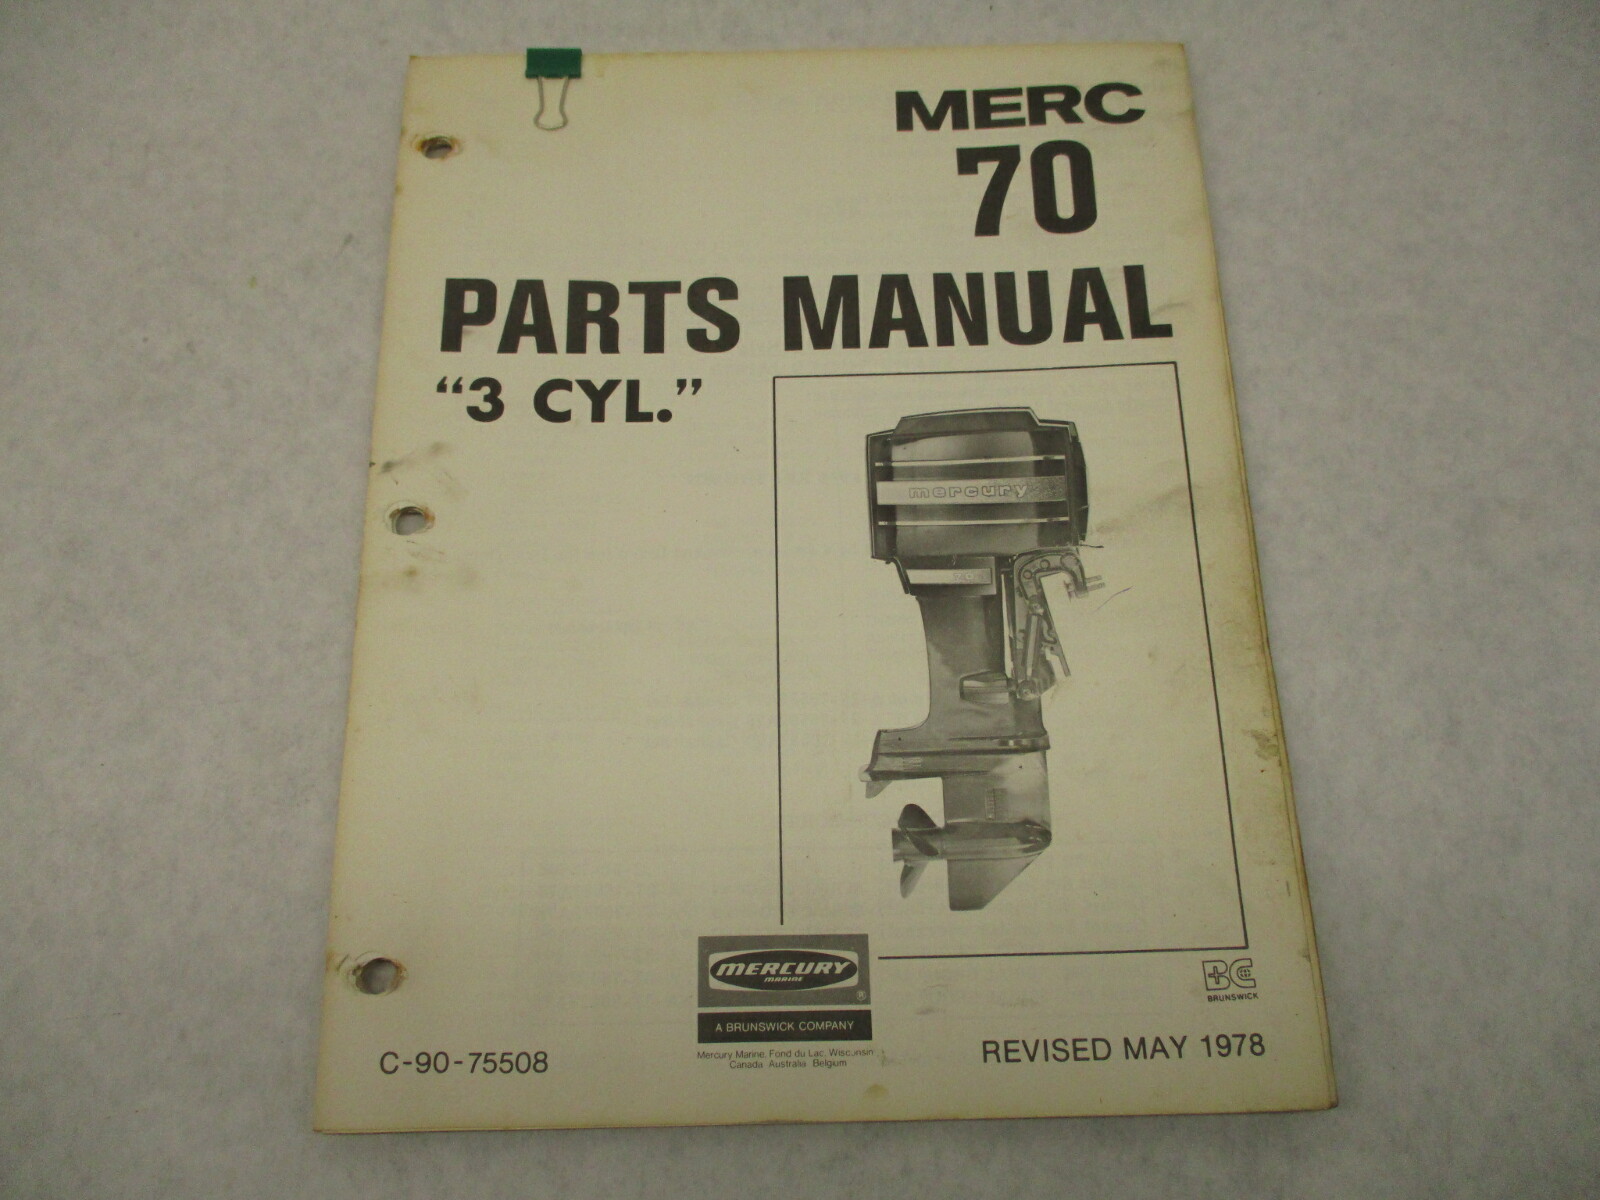 MERC
70
PARTS MANUAL
“3 CYL.”
mercury
MERCURY
MARINE
®
A BRUNSWICK COMPANY
Mercury Marine, Fond du Lac, Wisconsin
Canada Australia Belgium
BC
BRUNSWICK
C-90-75508
REVISED MAY 1978